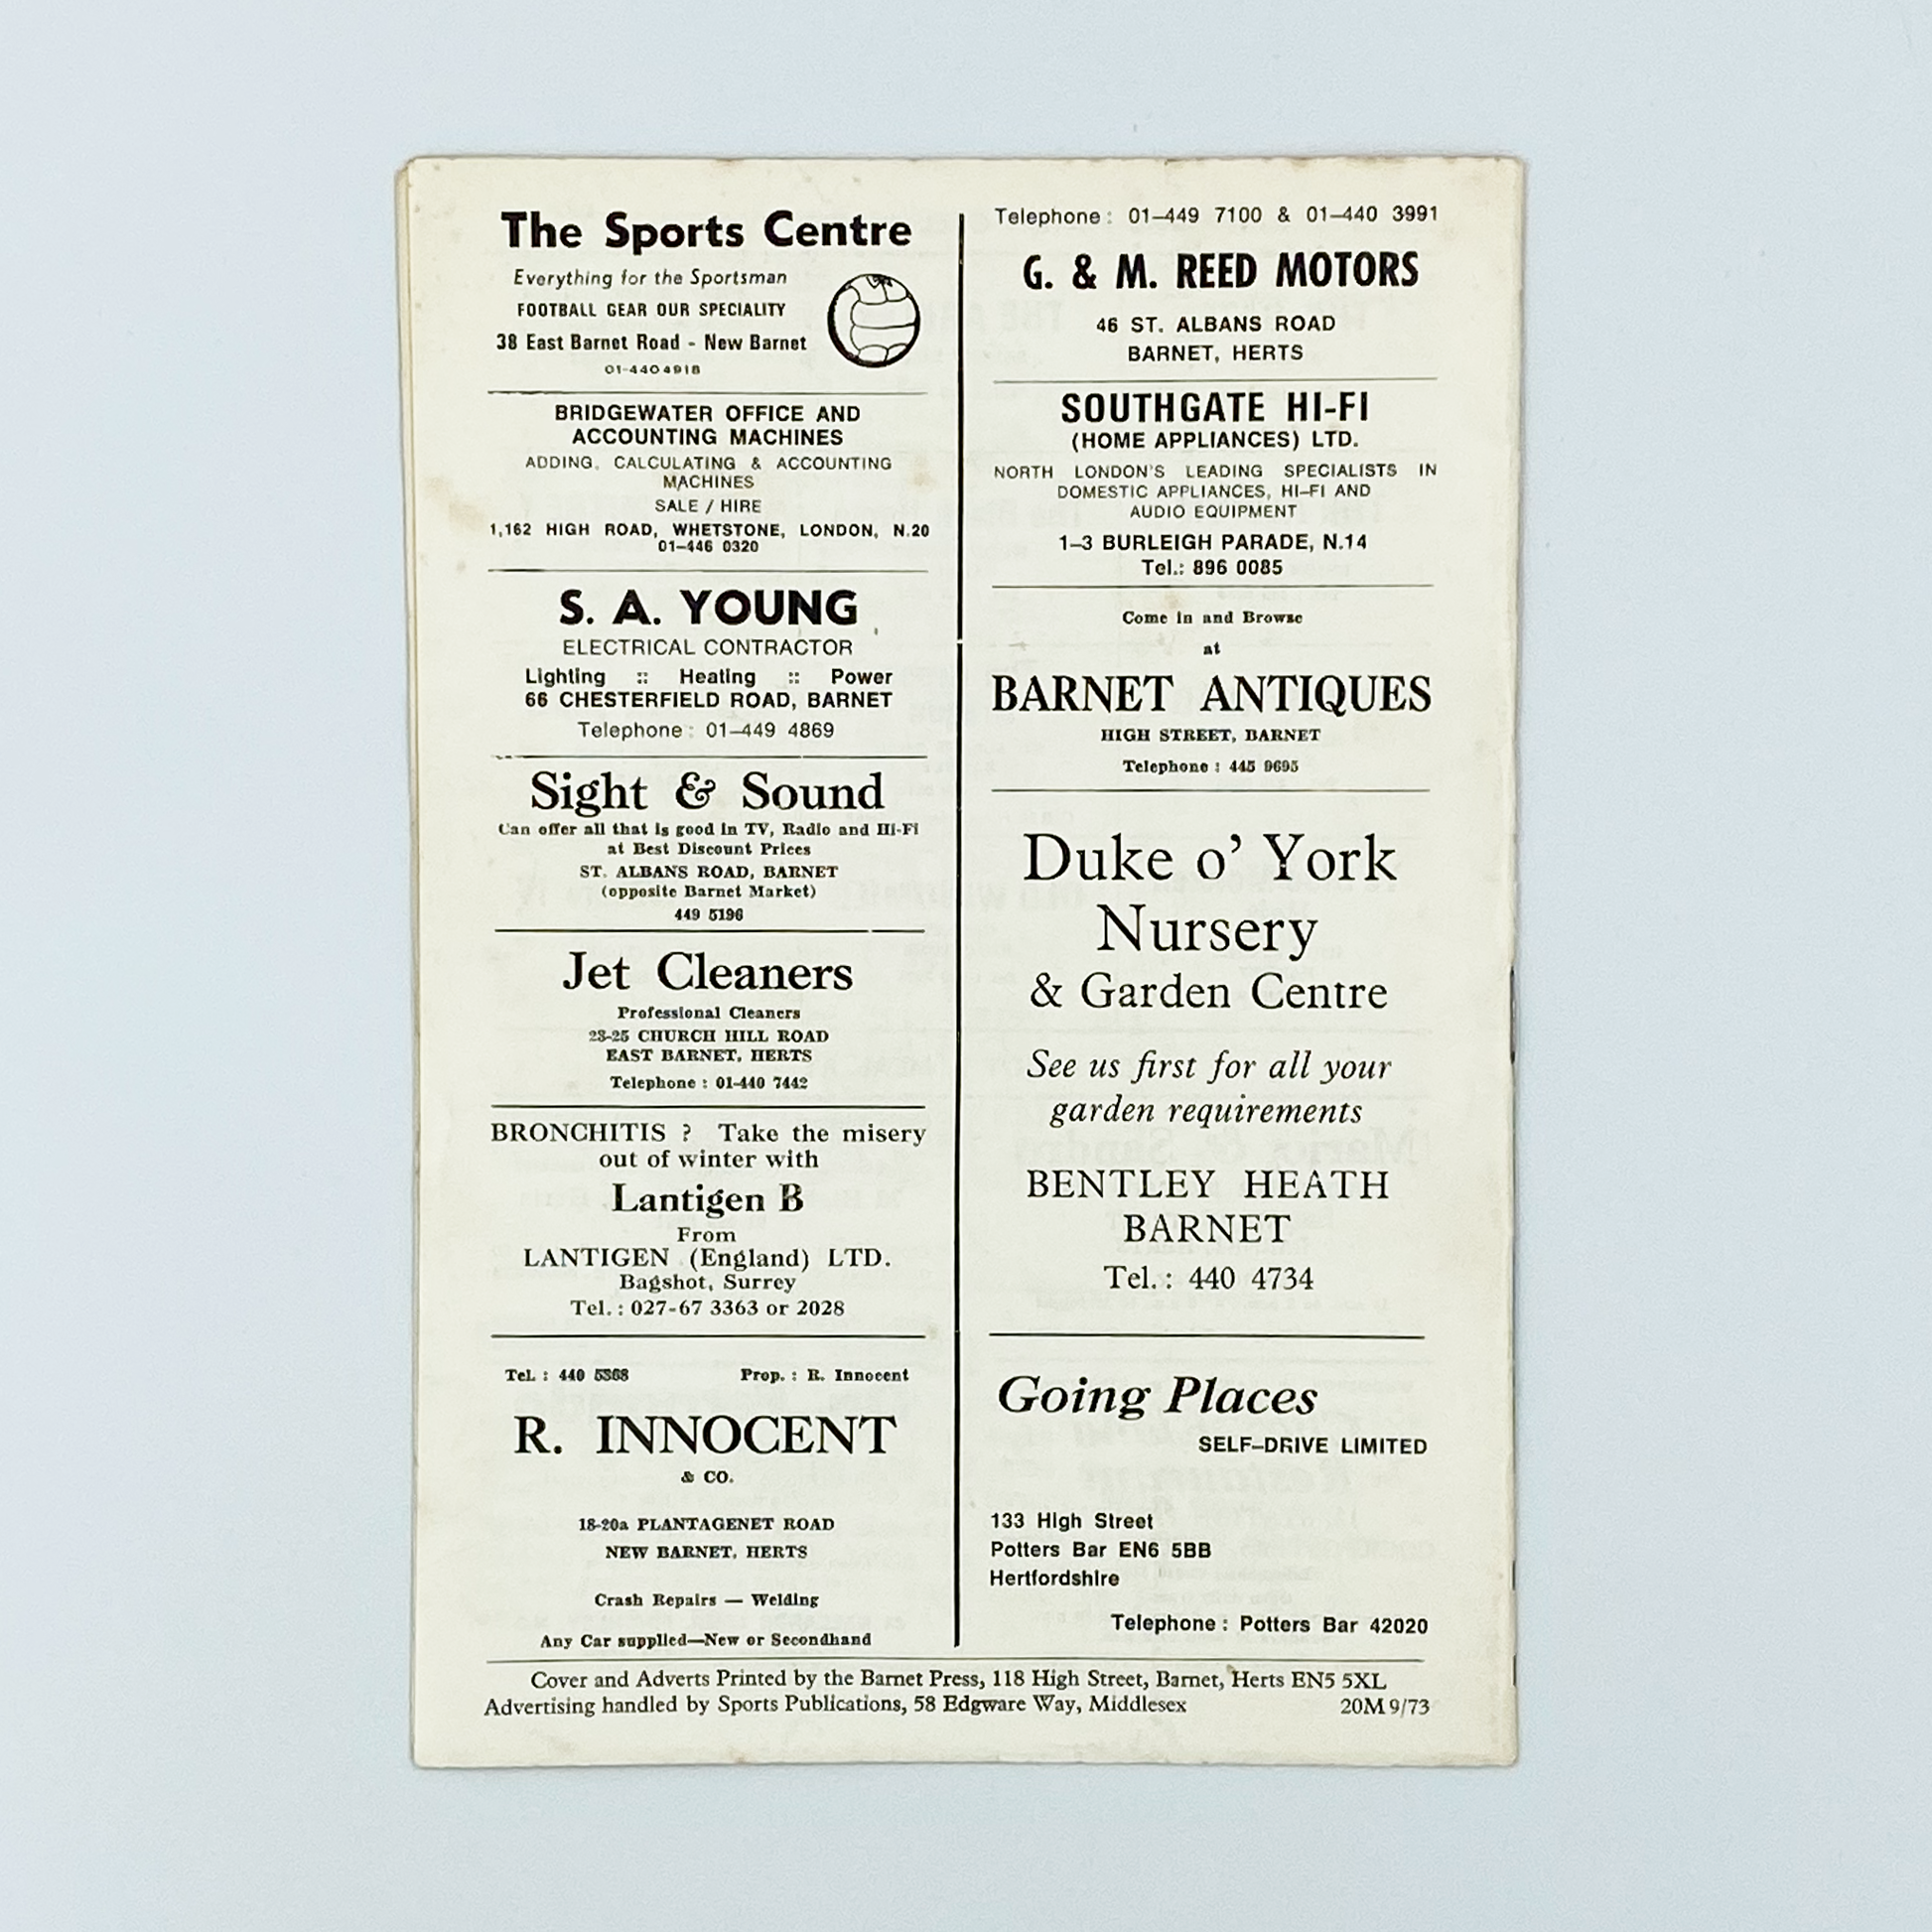 The Sports Centre
Everything for the Sportsman
FOOTBALL GEAR OUR SPECIALITY
38 East Barnet Road - New Barnet
01-440 4918
BRIDGEWATER OFFICE AND
ACCOUNTING MACHINES
ADDING, CALCULATING & ACCOUNTING
MACHINES
SALE / HIRE
1,162 HIGH ROAD, WHETSTONE, LONDON, N.20
01–446 0320
S. A. YOUNG
ELECTRICAL CONTRACTOR
Lighting :: Heating :: Power
66 CHESTERFIELD ROAD, BARNET
Telephone : 01–449 4869
Sight & Sound
Can offer all that is good in TV, Radio and Hi-Fi
at Best Discount Prices
ST. ALBANS ROAD, BARNET
(opposite Barnet Market)
449 5196
Jet Cleaners
Professional Cleaners
23-25 CHURCH HILL ROAD
EAST BARNET, HERTS
Telephone : 01-440 7442
BRONCHITIS ? Take the misery
out of winter with
Lantigen B
From
LANTIGEN (England) LTD.
Bagshot, Surrey
Tel. : 027-67 3363 or 2028
Tel. : 440 5368 Prop. : R. Innocent
R. INNOCENT
& CO.
18-20a PLANTAGENET ROAD
NEW BARNET, HERTS
Crash Repairs — Welding
Any Car supplied—New or Secondhand
Telephone : 01–449 7100 & 01–440 3991
G. & M. REED MOTORS
46 ST. ALBANS ROAD
BARNET, HERTS
SOUTHGATE HI-FI
(HOME APPLIANCES) LTD.
NORTH LONDON'S LEADING SPECIALISTS IN
DOMESTIC APPLIANCES, HI–FI AND
AUDIO EQUIPMENT
1–3 BURLEIGH PARADE, N.14
Tel.: 896 0085
Come in and Browse
at
BARNET ANTIQUES
HIGH STREET, BARNET
Telephone : 445 9695
Duke o' York
Nursery
& Garden Centre
See us first for all your
garden requirements
BENTLEY HEATH
BARNET
Tel. : 440 4734
Going Places
SELF–DRIVE LIMITED
133 High Street
Potters Bar EN6 5BB
Hertfordshire
Telephone : Potters Bar 42020
Cover and Adverts Printed by the Barnet Press, 118 High Street, Barnet, Herts EN5 5XL
Advertising handled by Sports Publications, 58 Edgware Way, Middlesex 20M 9/73